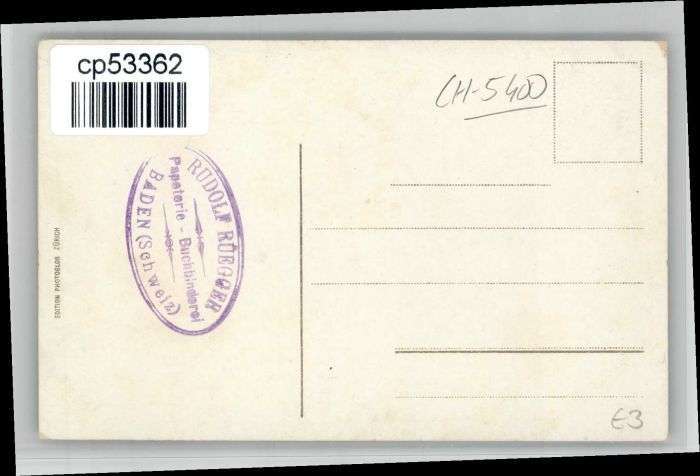 cp53362
CH-5400
RUDOLF RÜEGGER
Papeterie - Buchbinderei
BADEN (Schweiz)
EDITION PHOTOGLOB ZÜRICH
E3